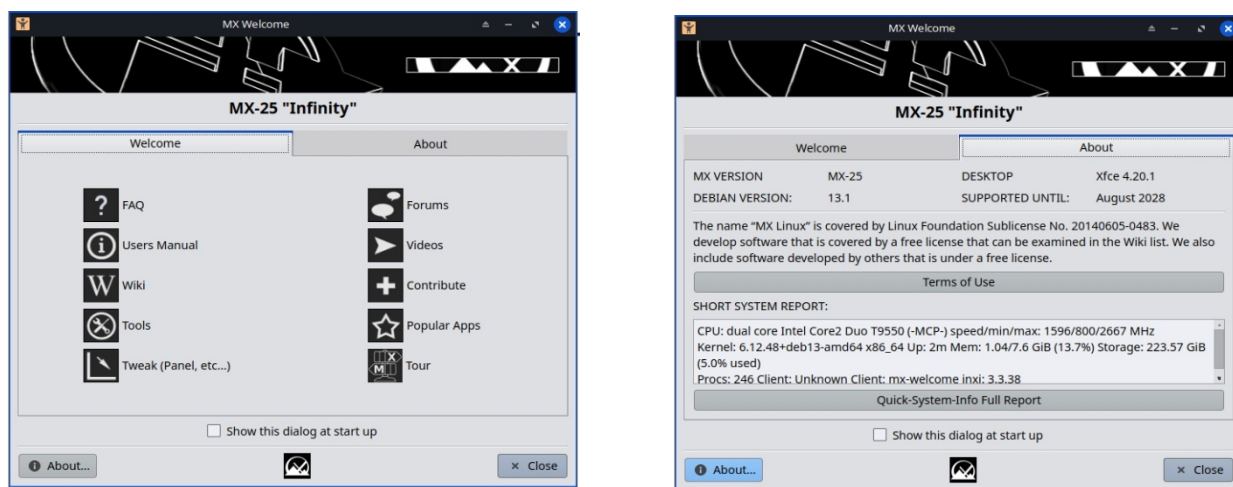 MX Welcome
MX
MX-25 "Infinity"
Welcome
About
FAQ
Forums
Users Manual
Videos
Wiki
Contribute
Tools
Popular Apps
Tweak (Panel, etc...)
Tour
Show this dialog at start up
About...
Close
MX Welcome
MX-25 "Infinity"
Welcome
About
MX VERSION MX-25 DESKTOP Xfce 4.20.1
DEBIAN VERSION: 13.1 SUPPORTED UNTIL: August 2028
The name “MX Linux” is covered by Linux Foundation Sublicense No. 20140605-0483. We
develop software that is covered by a free license that can be examined in the Wiki list. We also
include software developed by others that is under a free license.
Terms of Use
SHORT SYSTEM REPORT:
CPU: dual core Intel Core2 Duo T9550 (-MCP-) speed/min/max: 1596/800/2667 MHz
Kernel: 6.12.48+deb13-amd64 x86_64 Up: 2m Mem: 1.04/7.6 GiB (13.7%) Storage: 223.57 GiB
(5.0% used)
Procs: 246 Client: Unknown Client: mx-welcome inxi: 3.3.38
Quick-System-Info Full Report
Show this dialog at start up
About...
Close